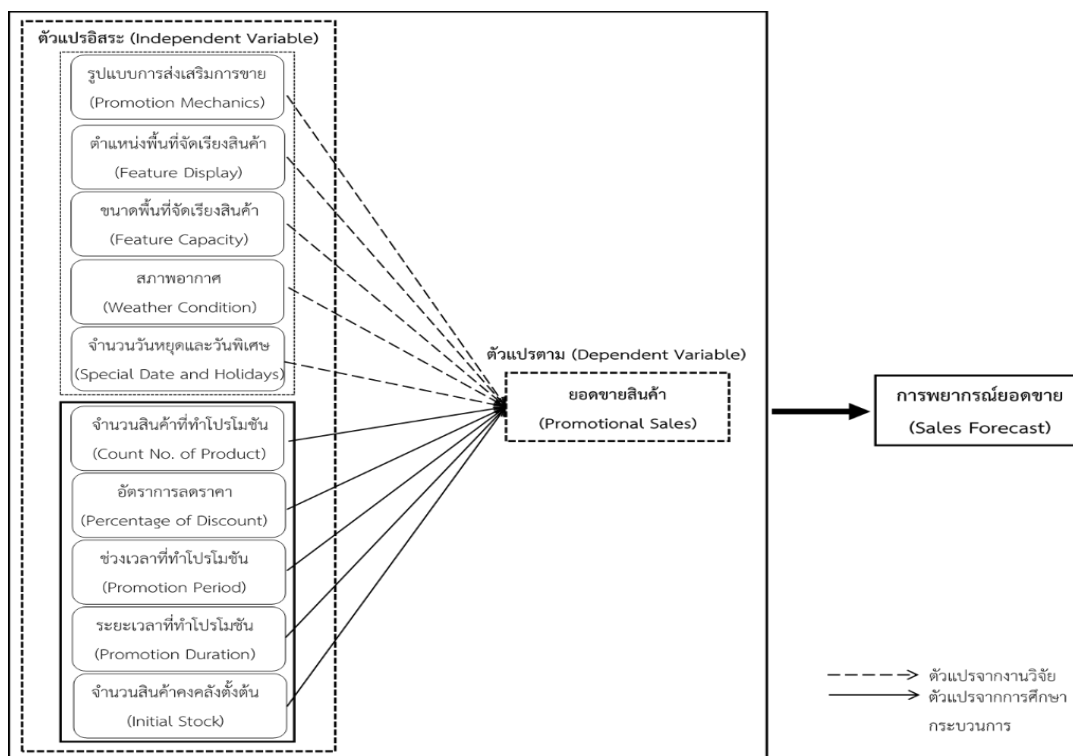 ตัวแปรอิสระ (Independent Variable)
รูปแบบการส่งเสริมการขาย
(Promotion Mechanics)
ตำแหน่งพื้นที่จัดเรียงสินค้า
(Feature Display)
ขนาดพื้นที่จัดเรียงสินค้า
(Feature Capacity)
สภาพอากาศ
(Weather Condition)
จำนวนวันหยุดและวันพิเศษ
(Special Date and Holidays)
จำนวนสินค้าที่ทำโปรโมชัน
(Count No. of Product)
อัตราการลดราคา
(Percentage of Discount)
ช่วงเวลาที่ทำโปรโมชัน
(Promotion Period)
ระยะเวลาที่ทำโปรโมชัน
(Promotion Duration)
จำนวนสินค้าคงคลังตั้งต้น
(Initial Stock)
ตัวแปรตาม (Dependent Variable)
ยอดขายสินค้า
(Promotional Sales)
การพยากรณ์ยอดขาย
(Sales Forecast)
ตัวแปรจากงานวิจัย
ตัวแปรจากการศึกษา
กระบวนการ